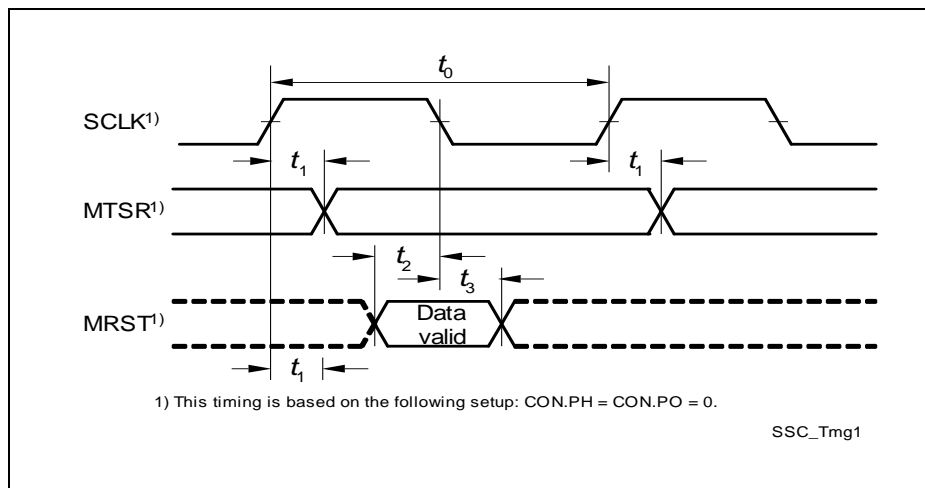 t0
SCLK1)
t1 t1
MTSR1)
t2
t3
MRST1) Data
valid
t1
1) This timing is based on the following setup: CON.PH = CON.PO = 0.
SSC_Tmg1